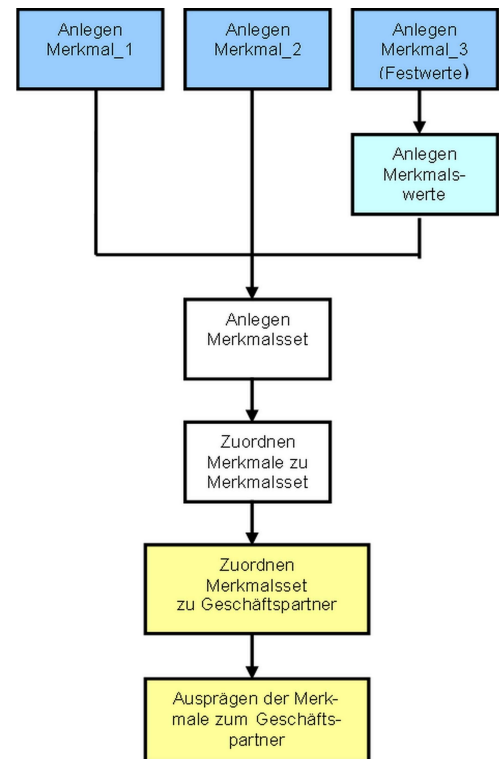 Anlegen
Merkmal_1
Anlegen
Merkmal_2
Anlegen
Merkmal_3
(Festwerte)
Anlegen
Merkmals-
werte
Anlegen
Merkmalsset
Zuordnen
Merkmale zu
Merkmalsset
Zuordnen
Merkmalsset
zu Geschäftspartner
Ausprägen der Merk-
male zum Geschäfts-
partner